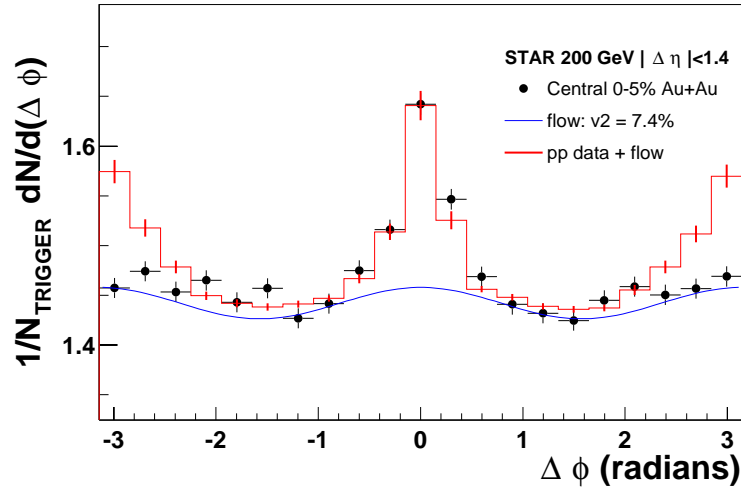 STAR 200 GeV | Δ η |<1.4
Central 0-5% Au+Au
flow: v2 = 7.4%
pp data + flow
1/N_TRIGGER dN/d(Δ φ)
1.6
1.4
-3 -2 -1 0 1 2 3
Δ φ (radians)